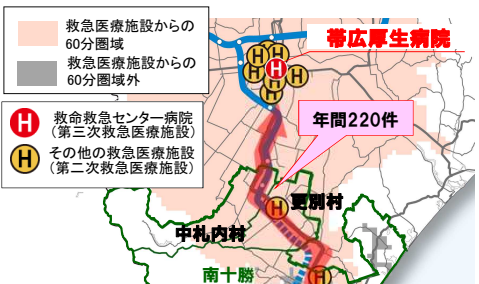 救急医療施設からの
60分圏域
救急医療施設からの
60分圏域外
H 救命救急センター病院
（第三次救急医療施設）
H その他の救急医療施設
（第二次救急医療施設）
帯広厚生病院
H
H
H
H
H
H
H
年間220件
H
更別村
中札内村
南十勝
H